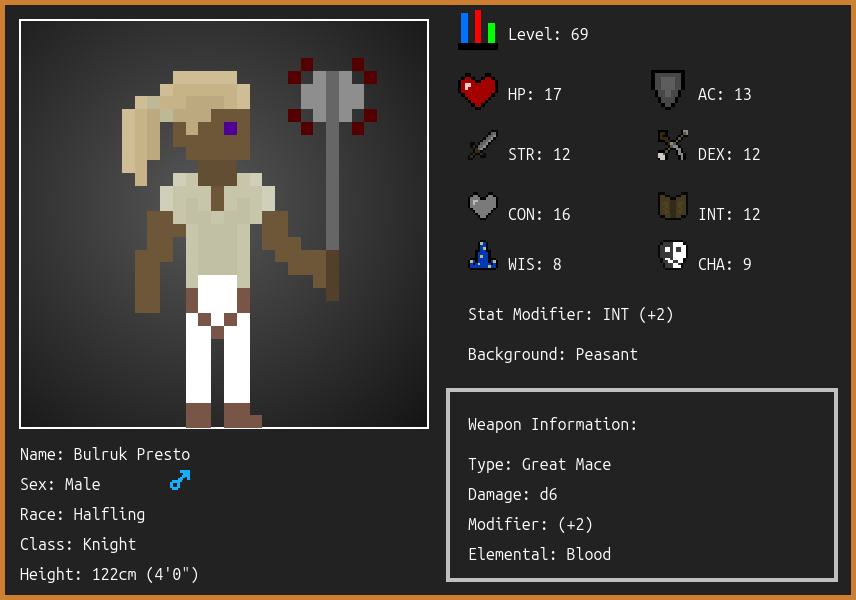 Level: 69
HP: 17
AC: 13
STR: 12
DEX: 12
CON: 16
INT: 12
WIS: 8
CHA: 9
Stat Modifier: INT (+2)
Background: Peasant
Weapon Information:
Type: Great Mace
Damage: d6
Modifier: (+2)
Elemental: Blood
Name: Bulruk Presto
Sex: Male
Race: Halfling
Class: Knight
Height: 122cm (4'0")